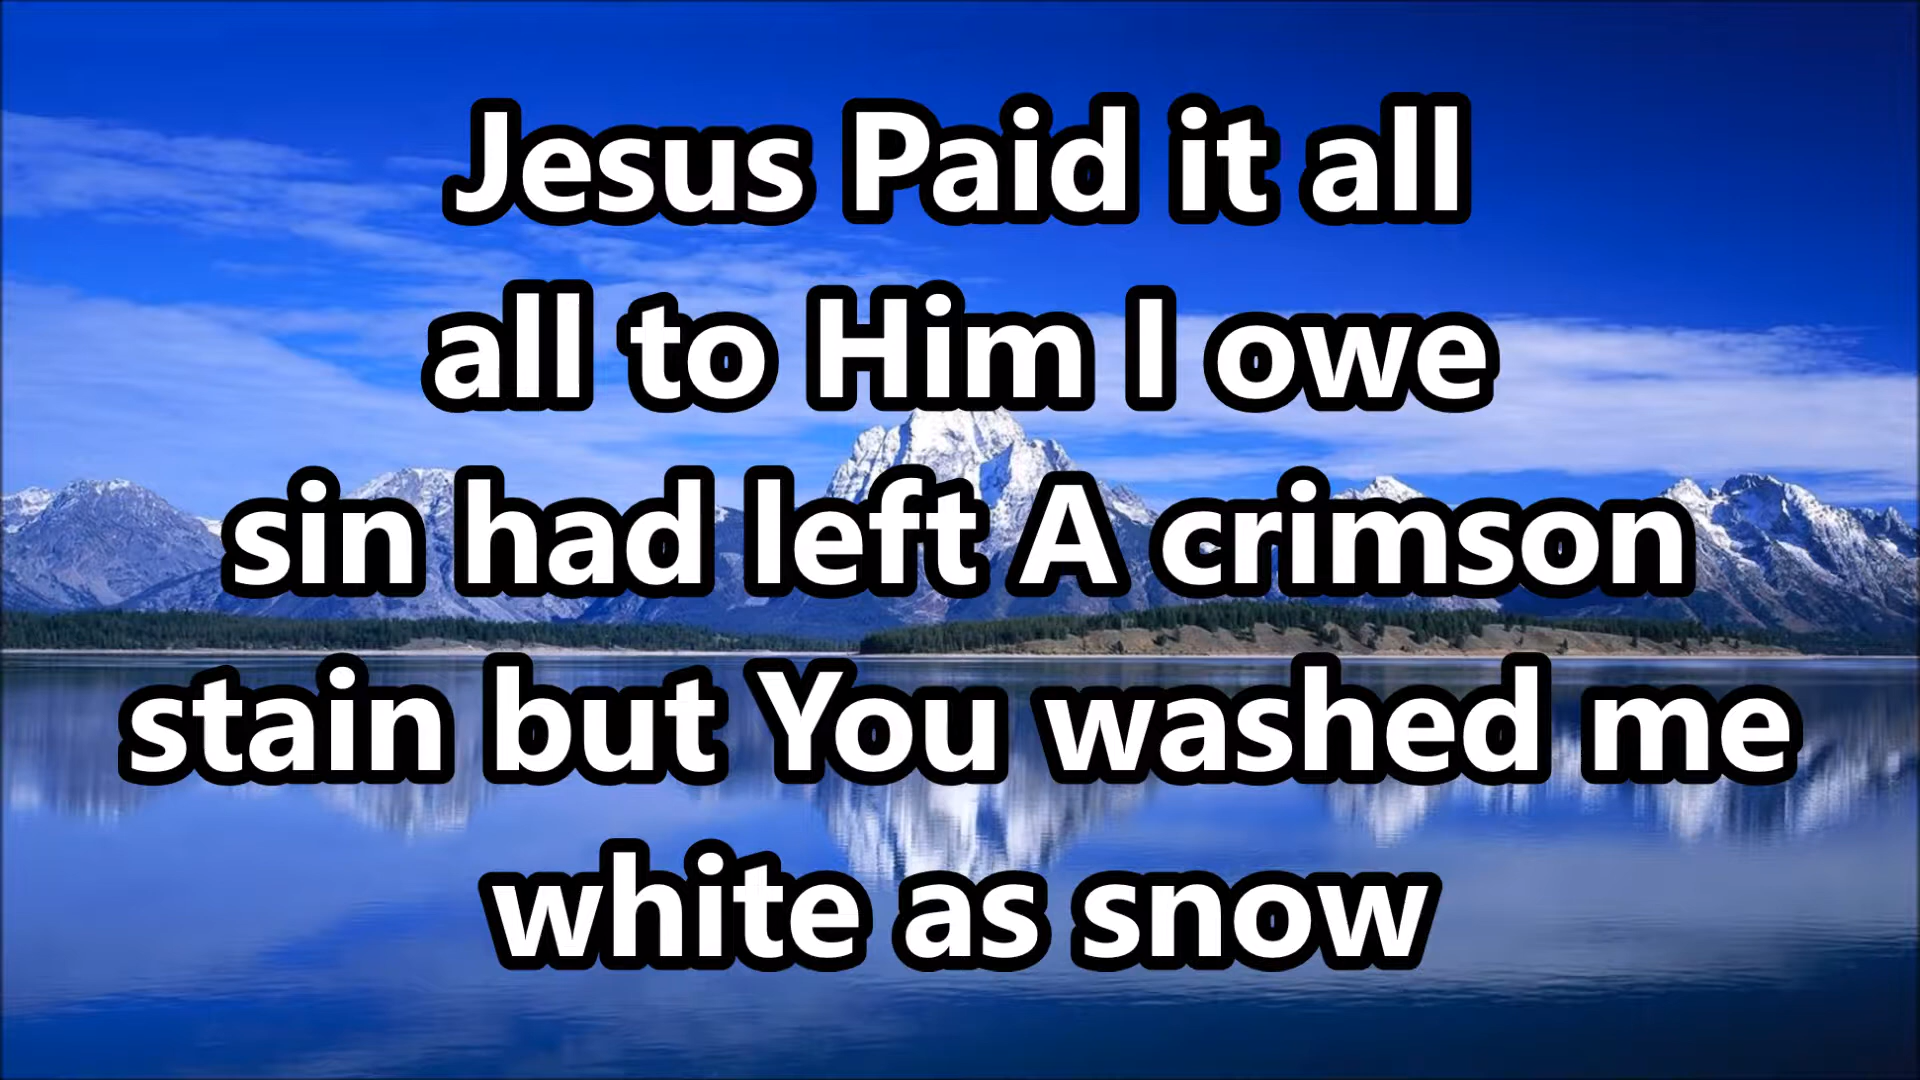 Jesus Paid it all
all to Him I owe
sin had left A crimson
stain but You washed me
white as snow